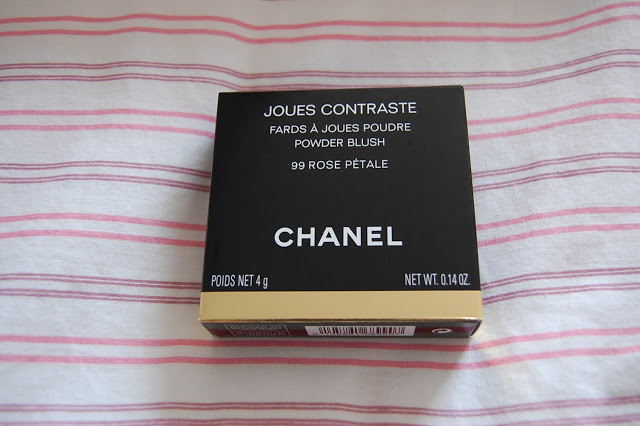 JOUES CONTRASTE
FARDS À JOUES POUDRE
POWDER BLUSH
99 ROSE PÉTALE
CHANEL
POIDS NET 4 g NET WT. 0.14 OZ.